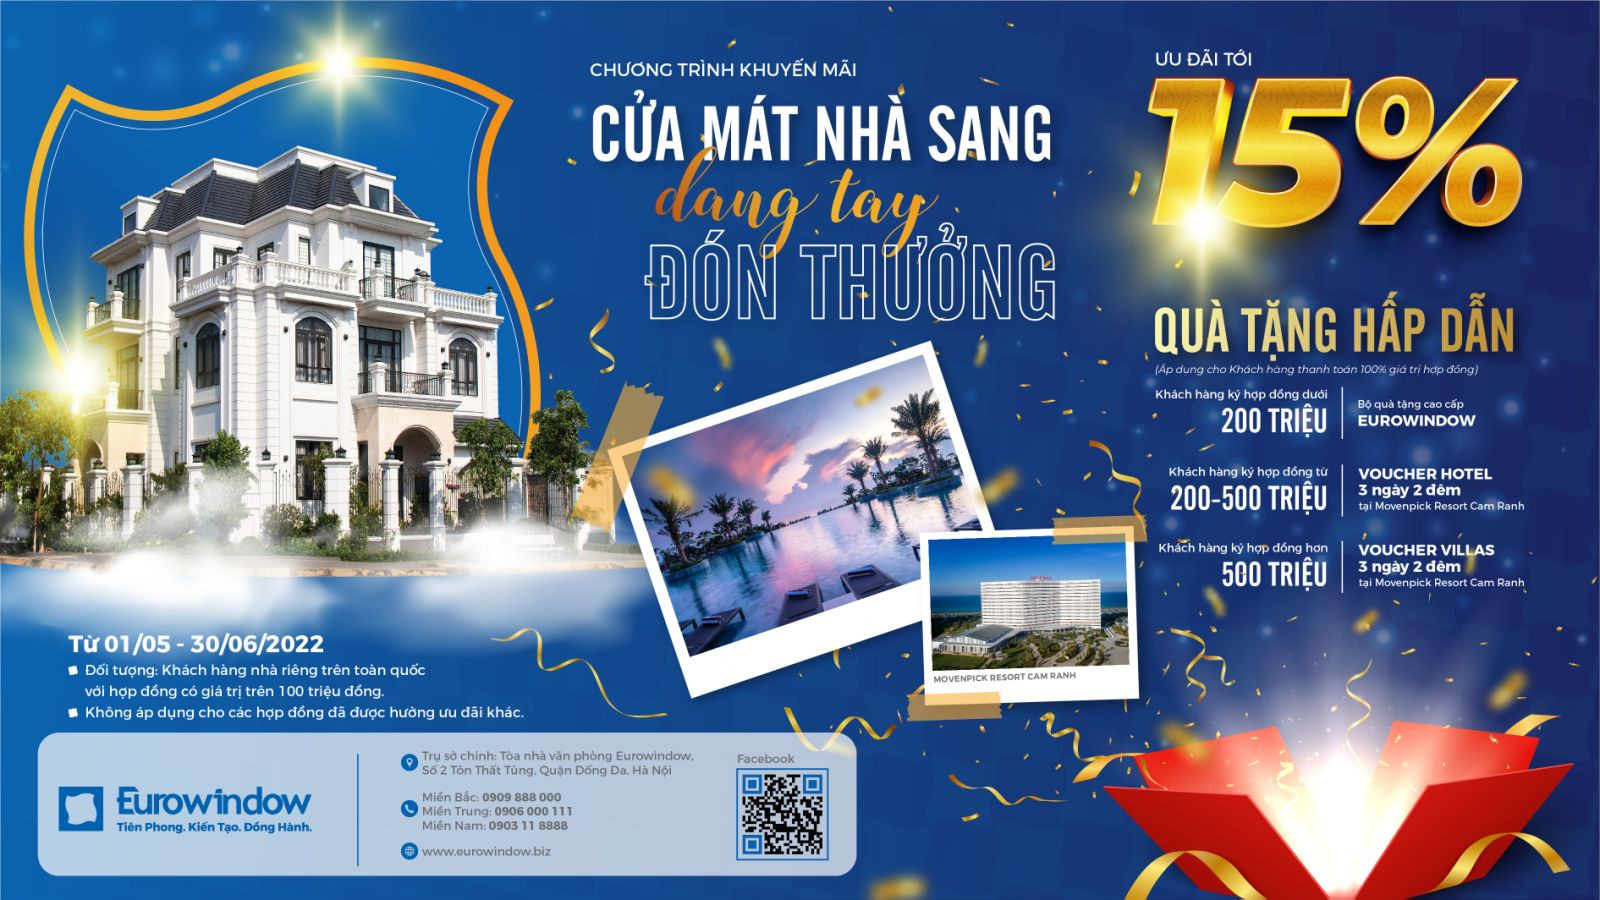 CHƯƠNG TRÌNH KHUYẾN MÃI
CỬA MÁT NHÀ SANG
dang tay
ĐÓN THƯỞNG
ƯU ĐÃI TỚI
15%
QUÀ TẶNG HẤP DẪN
(Áp dụng cho Khách hàng thanh toán 100% giá trị hợp đồng)
Khách hàng ký hợp đồng dưới
200 TRIỆU
Bộ quà tặng cao cấp
EUROWINDOW
Khách hàng ký hợp đồng từ
200-500 TRIỆU
VOUCHER HOTEL
3 ngày 2 đêm
tại Movenpick Resort Cam Ranh
Khách hàng ký hợp đồng hơn
500 TRIỆU
VOUCHER VILLAS
3 ngày 2 đêm
tại Movenpick Resort Cam Ranh
MOVENPICK RESORT CAM RANH
Từ 01/05 - 30/06/2022
Đối tượng: Khách hàng nhà riêng trên toàn quốc
với hợp đồng có giá trị trên 100 triệu đồng.
Không áp dụng cho các hợp đồng đã được hưởng ưu đãi khác.
Eurowindow
Tiên Phong. Kiến Tạo. Đồng Hành.
Trụ sở chính: Tòa nhà văn phòng Eurowindow,
Số 2 Tôn Thất Tùng, Quận Đống Đa, Hà Nội
Miền Bắc: 0909 888 000
Miền Trung: 0906 000 111
Miền Nam: 0903 11 8888
www.eurowindow.biz
Facebook